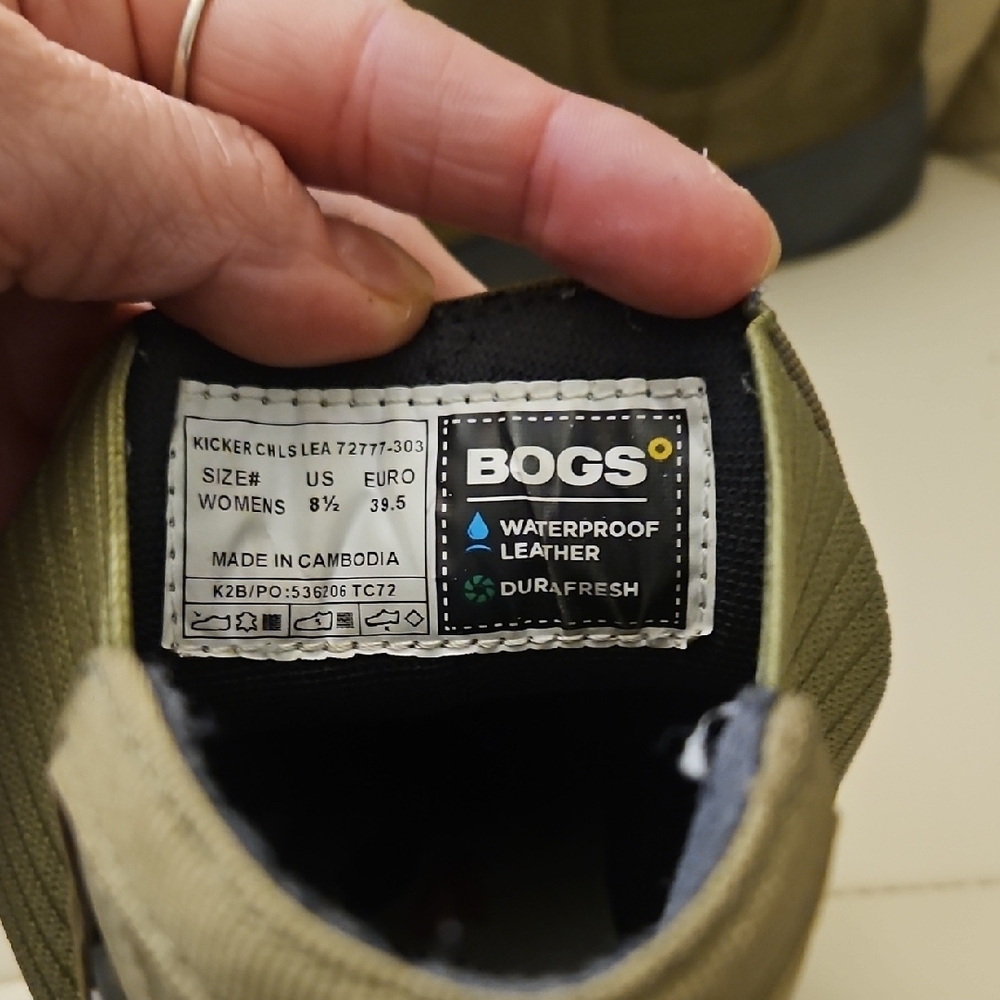 KICKER CHLS LEA 72777-303
SIZE# US EURO
WOMENS 8½ 39.5
MADE IN CAMBODIA
K2B/PO:536206 TC72
BOGS
WATERPROOF
LEATHER
DURAFRESH